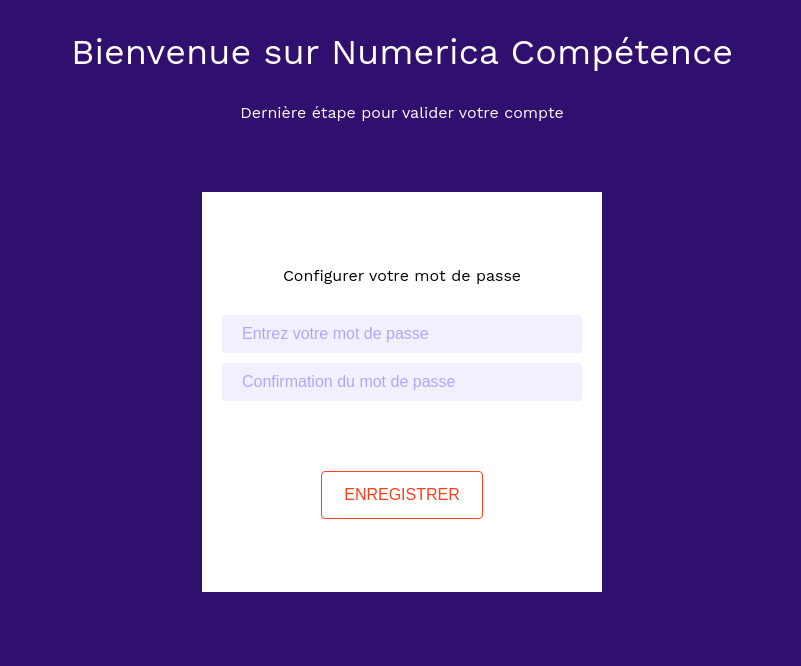 Bienvenue sur Numerica Compétence
Dernière étape pour valider votre compte
Configurer votre mot de passe
Entrez votre mot de passe
Confirmation du mot de passe
ENREGISTRER